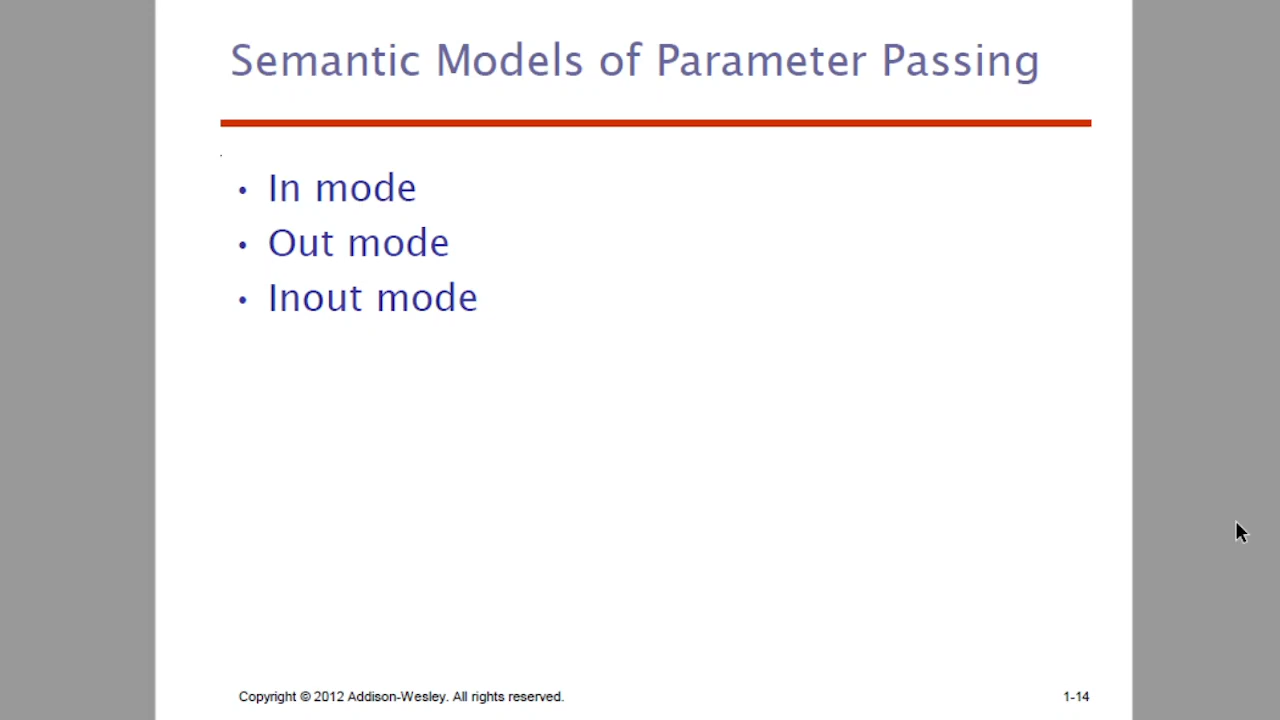 Semantic Models of Parameter Passing
• In mode
• Out mode
• Inout mode
Copyright © 2012 Addison-Wesley. All rights reserved.
1-14